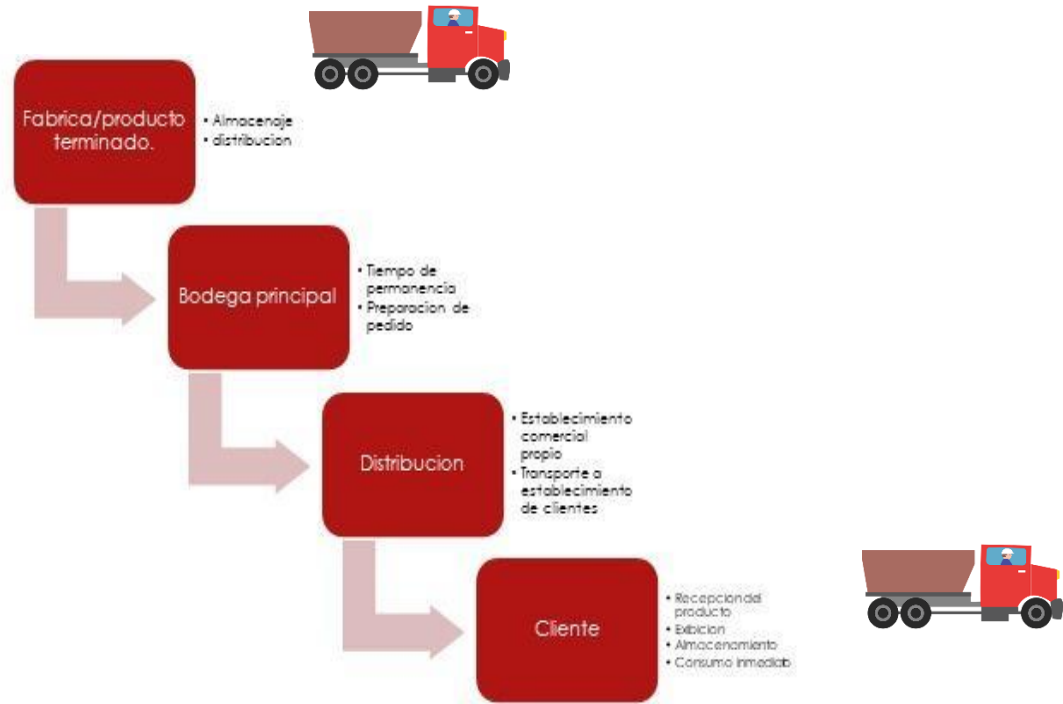 Fabrica/producto
terminado.
• Almacenaje
• distribucion
Bodega principal
• Tiempo de
permanencia
• Preparacion de
pedido
Distribucion
• Establecimiento
comercial
propio
• Transporte a
establecimiento
de clientes
Cliente
• Recepcion del
producto
• Exibicion
• Almacenamiento
• Consumo inmediato